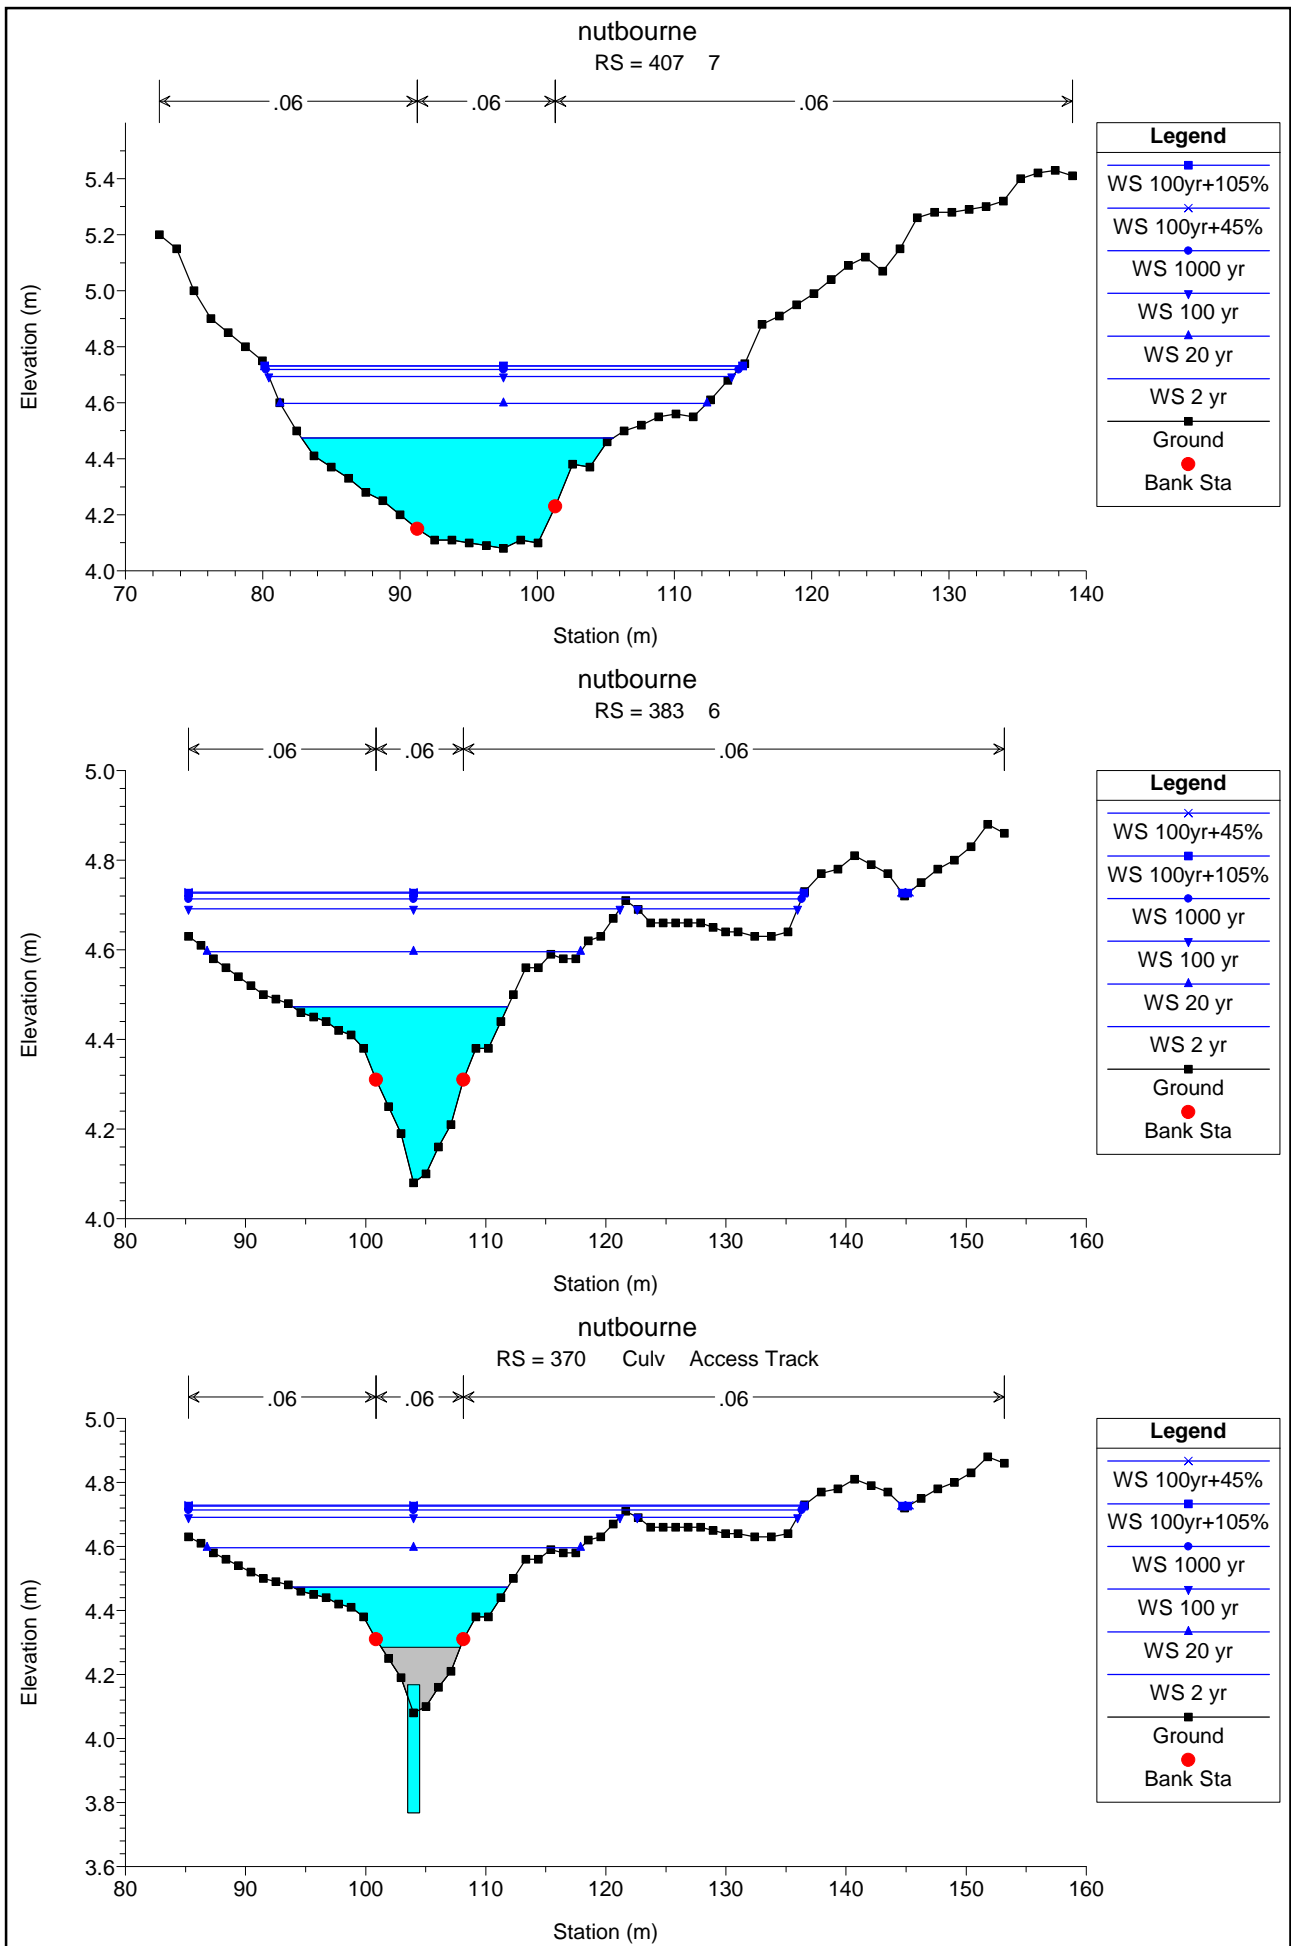 nutbourne
RS = 407 7
.06 .06 .06
Elevation (m)
5.4
5.2
5.0
4.8
4.6
4.4
4.2
4.0
70 80 90 100 110 120 130 140
Station (m)
Legend
WS 100yr+105%
WS 100yr+45%
WS 1000 yr
WS 100 yr
WS 20 yr
WS 2 yr
Ground
Bank Sta
nutbourne
RS = 383 6
.06 .06 .06
Elevation (m)
5.0
4.8
4.6
4.4
4.2
4.0
80 90 100 110 120 130 140 150 160
Station (m)
Legend
WS 100yr+45%
WS 100yr+105%
WS 1000 yr
WS 100 yr
WS 20 yr
WS 2 yr
Ground
Bank Sta
nutbourne
RS = 370 Culv Access Track
.06 .06 .06
Elevation (m)
5.0
4.8
4.6
4.4
4.2
4.0
3.8
3.6
80 90 100 110 120 130 140 150 160
Station (m)
Legend
WS 100yr+45%
WS 100yr+105%
WS 1000 yr
WS 100 yr
WS 20 yr
WS 2 yr
Ground
Bank Sta